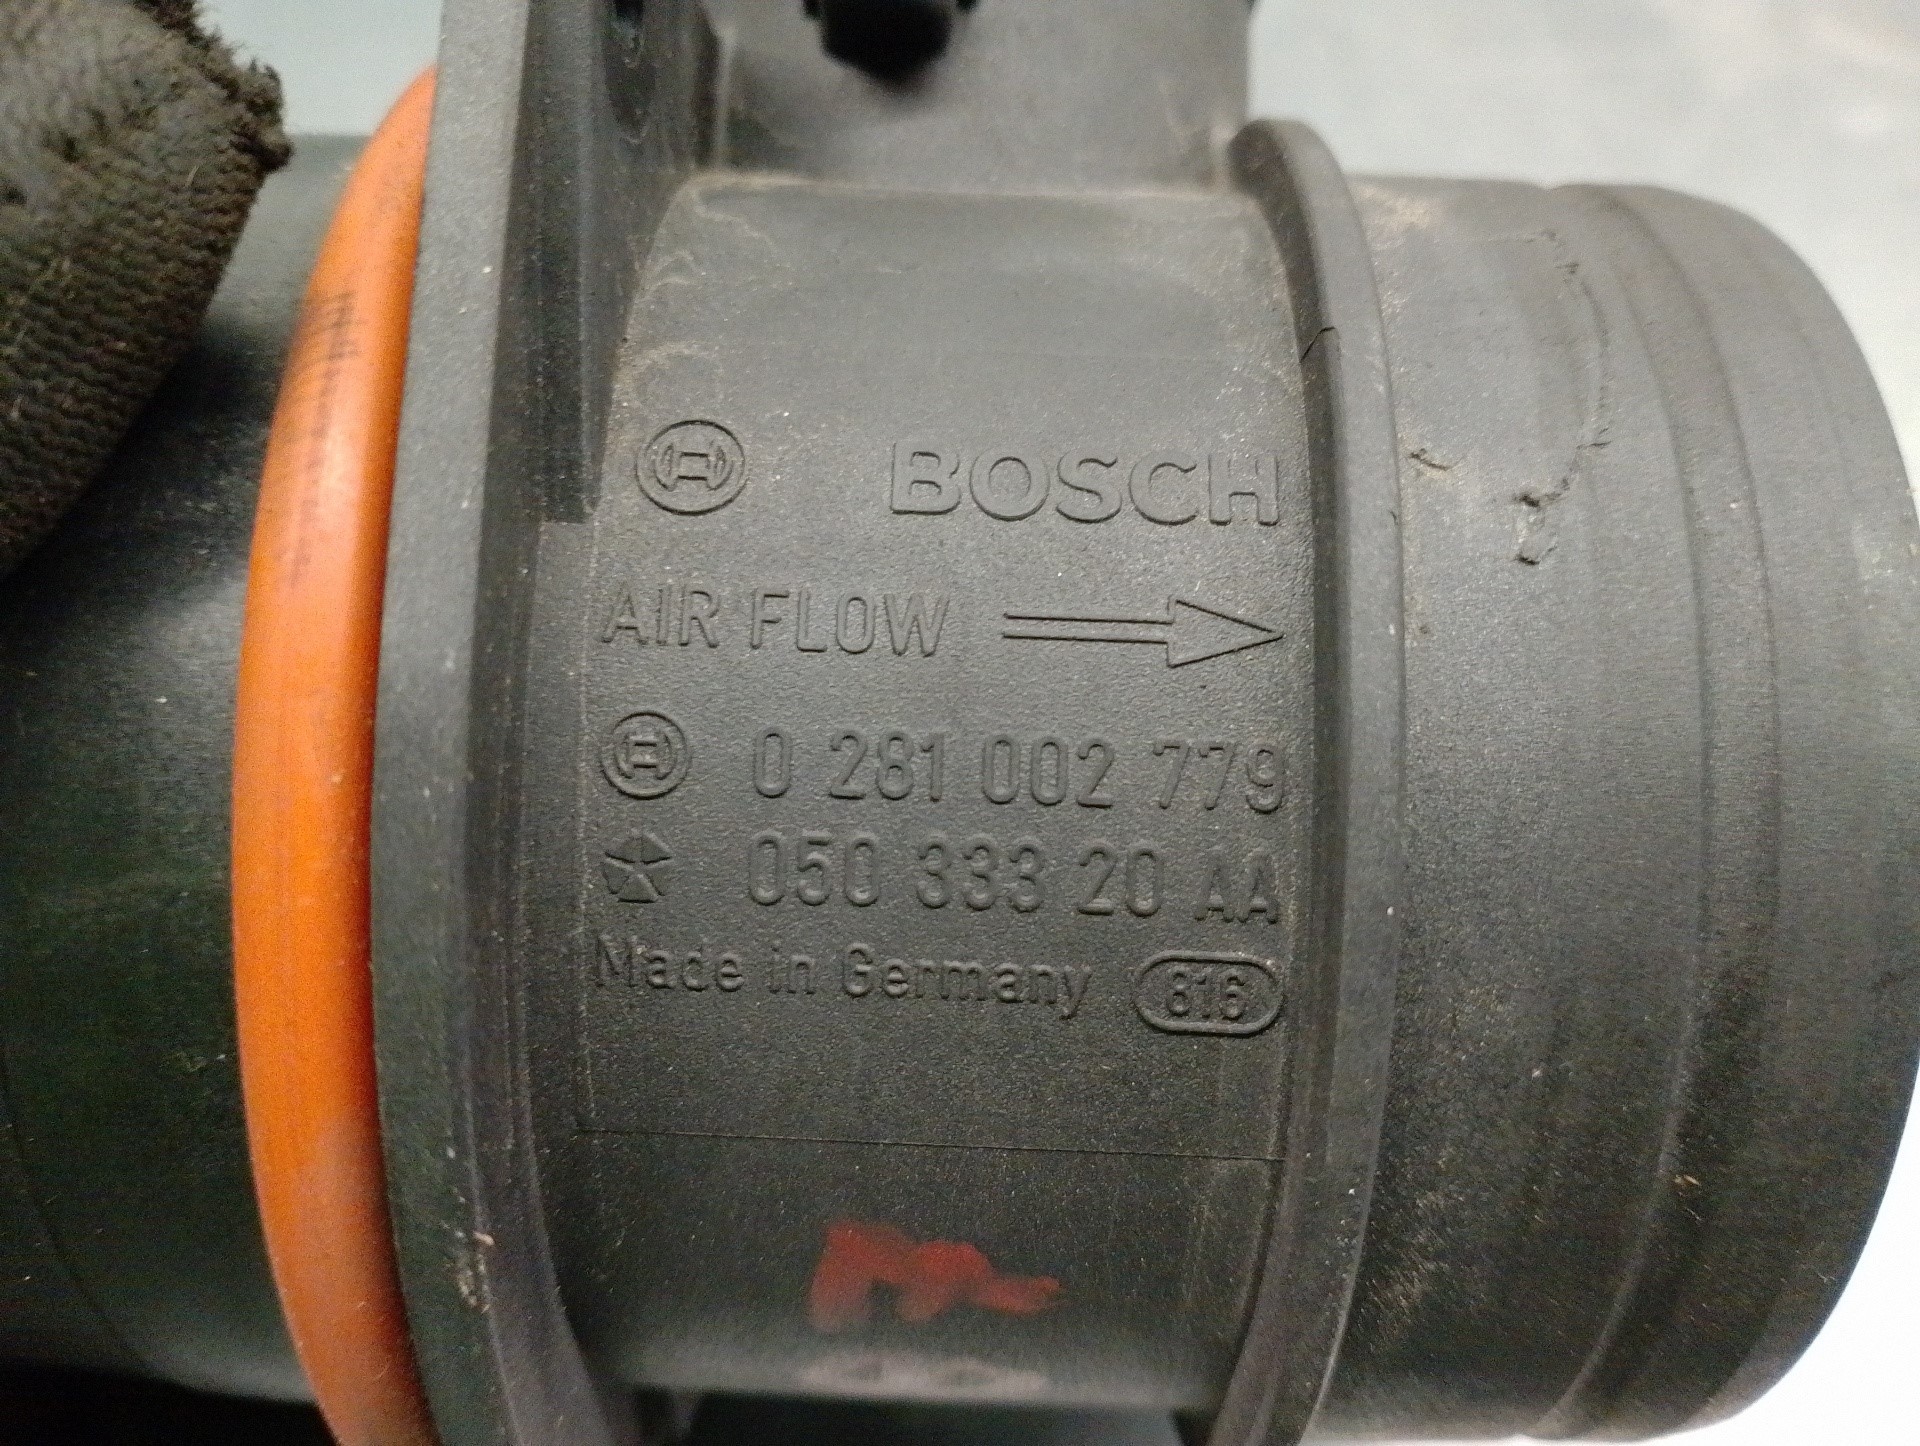 BOSCH
AIR FLOW
0 281 002 779
050 333 20 AA
Made in Germany 816